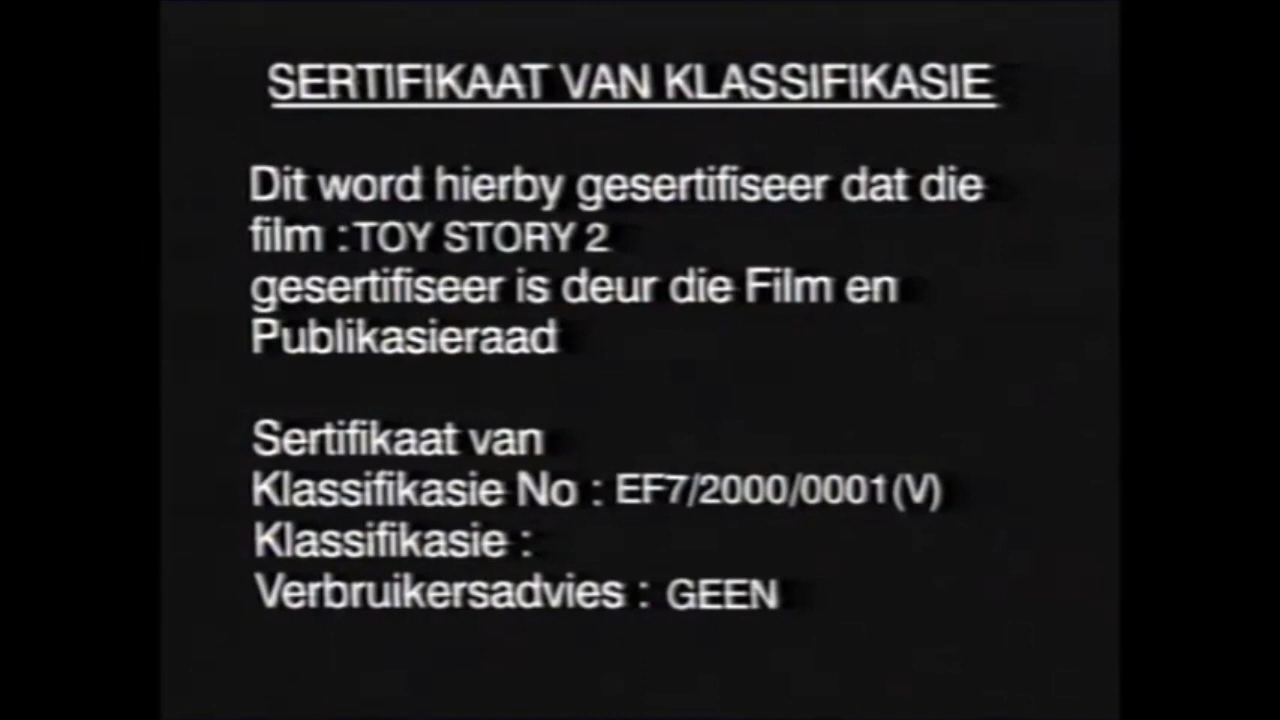 SERTIFIKAAT VAN KLASSIFIKASIE
Dit word hierby gesertifiseer dat die
film : TOY STORY 2
gesertifiseer is deur die Film en
Publikasieraad
Sertifikaat van
Klassifikasie No : EF7/2000/0001(V)
Klassifikasie :
Verbruikersadvies : GEEN